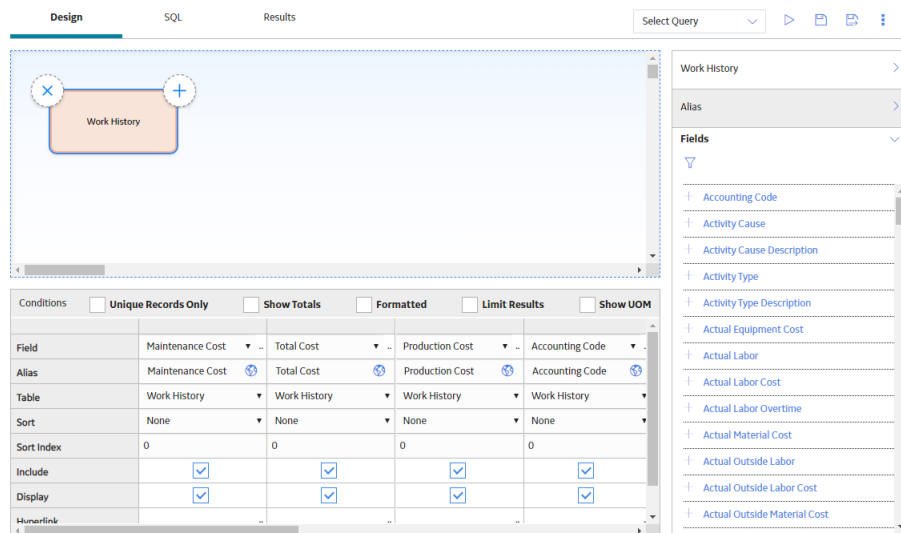 Design SQL Results Select Query
Work History
Work History
Alias
Fields
Accounting Code
Activity Cause
Activity Cause Description
Activity Type
Activity Type Description
Actual Equipment Cost
Actual Labor
Actual Labor Cost
Actual Labor Overtime
Actual Material Cost
Actual Outside Labor
Actual Outside Labor Cost
Actual Outside Material Cost
Conditions Unique Records Only Show Totals Formatted Limit Results Show UOM
Field Maintenance Cost .. Total Cost .. Production Cost .. Accounting Code .
Alias Maintenance Cost Total Cost Production Cost Accounting Code
Table Work History Work History Work History Work History
Sort None None None None
Sort Index 0 0 0 0
Include
Display
Hyperlink .. .. .. .